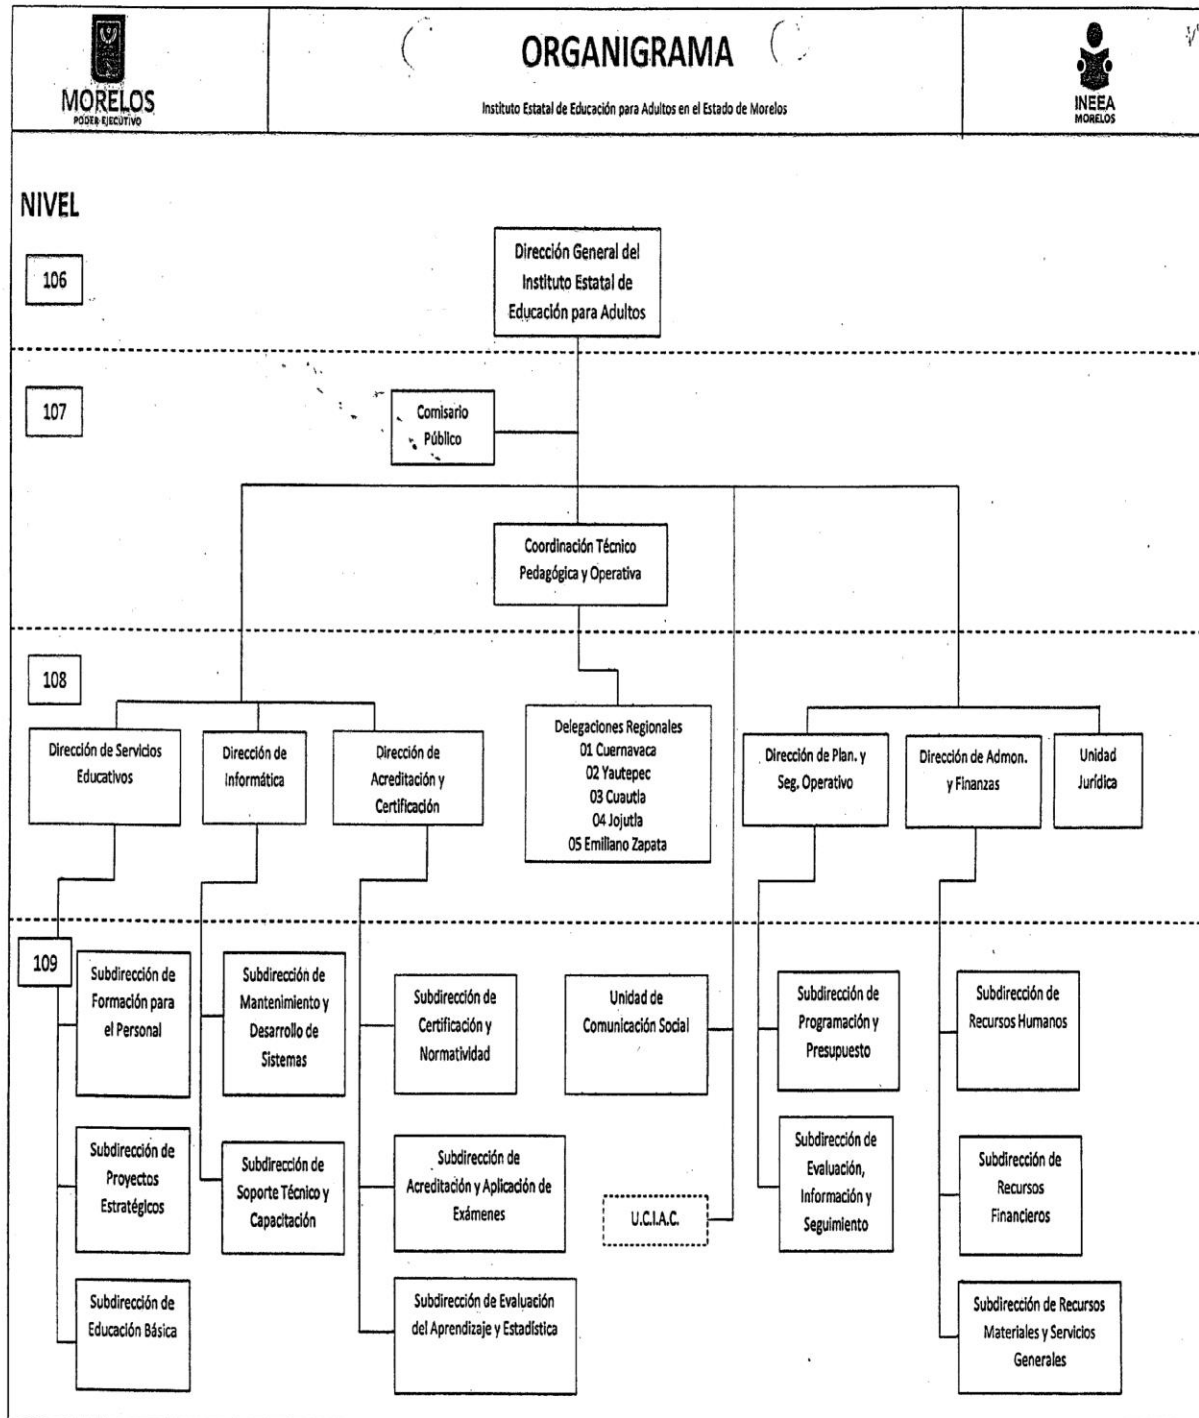 MORELOS
PODER EJECUTIVO
ORGANIGRAMA
Instituto Estatal de Educación para Adultos en el Estado de Morelos
INEEA
MORELOS
NIVEL
106
Dirección General del
Instituto Estatal de
Educación para Adultos
107
Comisario
Público
Coordinación Técnico
Pedagógica y Operativa
108
Dirección de Servicios
Educativos
Dirección de
Informática
Dirección de
Acreditación y
Certificación
Delegaciones Regionales
01 Cuernavaca
02 Yautepec
03 Cuautla
04 Jojutla
05 Emiliano Zapata
Dirección de Plan. y
Seg. Operativo
Dirección de Admon.
y Finanzas
Unidad
Jurídica
109
Subdirección de
Formación para
el Personal
Subdirección de
Mantenimiento y
Desarrollo de
Sistemas
Subdirección de
Certificación y
Normatividad
Unidad de
Comunicación Social
Subdirección de
Programación y
Presupuesto
Subdirección de
Recursos Humanos
Subdirección de
Proyectos
Estratégicos
Subdirección de
Soporte Técnico y
Capacitación
Subdirección de
Acreditación y Aplicación de
Exámenes
U.C.I.A.C.
Subdirección de
Evaluación,
Información y
Seguimiento
Subdirección de
Recursos
Financieros
Subdirección de
Educación Básica
Subdirección de Evaluación
del Aprendizaje y Estadística
Subdirección de Recursos
Materiales y Servicios
Generales